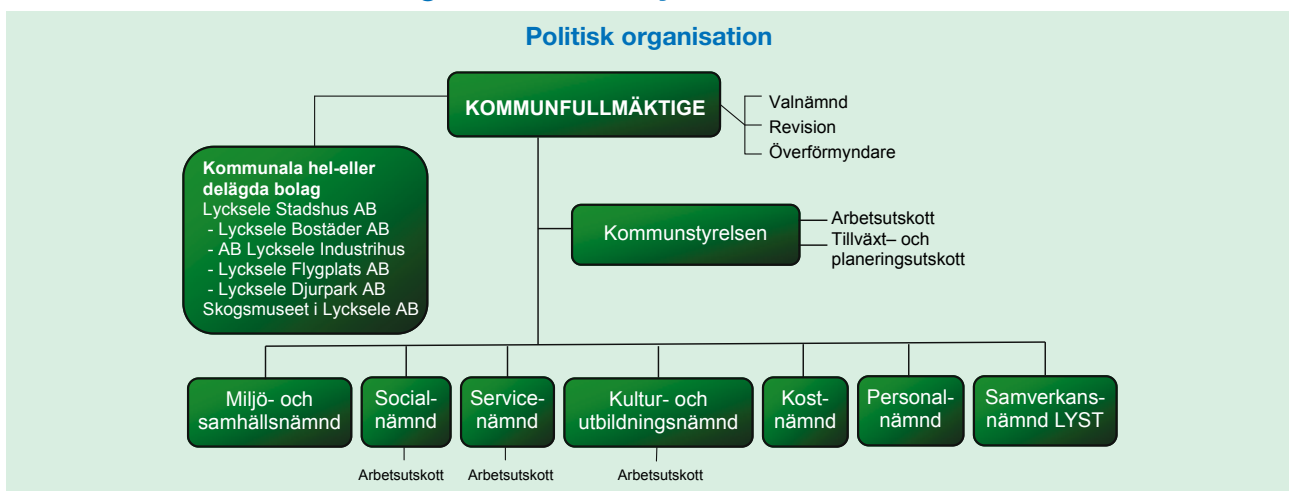 Politisk organisation
KOMMUNFULLMÄKTIGE
Valnämnd
Revision
Överförmyndare
Kommunala hel-eller
delägda bolag
Lycksele Stadshus AB
- Lycksele Bostäder AB
- AB Lycksele Industrihus
- Lycksele Flygplats AB
- Lycksele Djurpark AB
Skogsmuseet i Lycksele AB
Kommunstyrelsen
Arbetsutskott
Tillväxt– och
planeringsutskott
Miljö- och
samhällsnämnd
Social-
nämnd
Service-
nämnd
Kultur- och
utbildningsnämnd
Kost-
nämnd
Personal-
nämnd
Samverkans-
nämnd LYST
Arbetsutskott
Arbetsutskott
Arbetsutskott